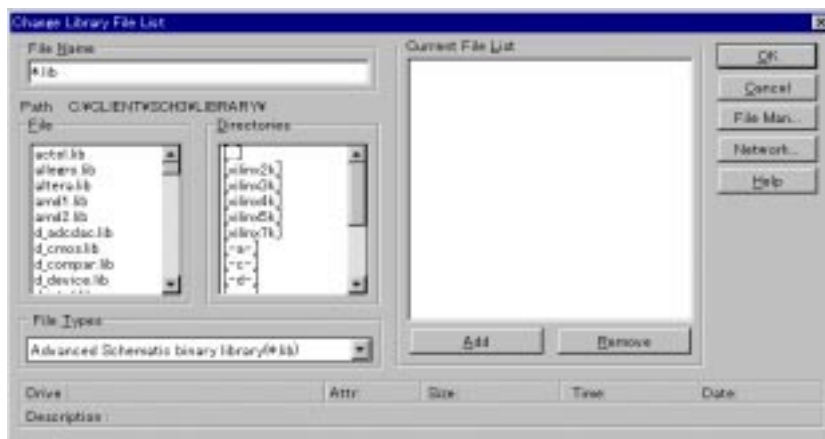 Change Library File List
File Name
*.lib
Path C:¥CLIENT¥SCH3¥LIBRARY¥
File
actel.lib
allegro.lib
altera.lib
amd1.lib
amd2.lib
d_adcdac.lib
d_cmos.lib
d_compar.lib
d_device.lib
Directories
[..]
[xilinx2k]
[xilinx3k]
[xilinx4k]
[xilinx5k]
[xilinx7k]
[-a-]
[-c-]
[-d-]
File Types
Advanced Schematis binary library(*.lib)
Current File List
Add
Remove
OK
Cancel
File Man...
Network...
Help
Drive:
Attr:
Size:
Time:
Date:
Description: